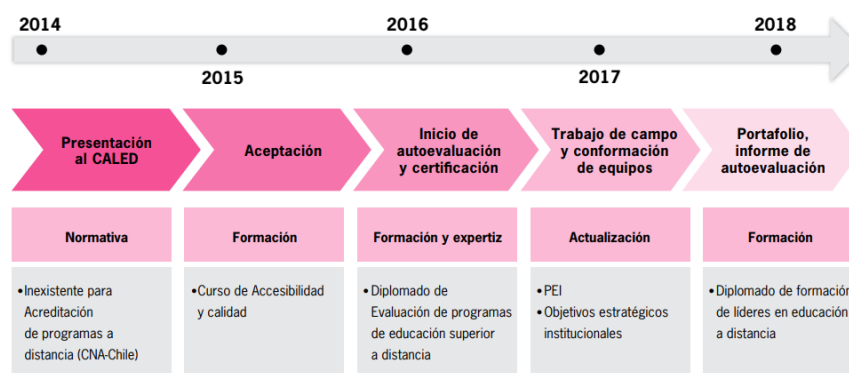 2014
2016
2018
2015
2017
Presentación
al CALED
Aceptación
Inicio de
autoevaluación
y certificación
Trabajo de campo
y conformación
de equipos
Portafolio,
informe de
autoevaluación
Normativa
Formación
Formación y expertiz
Actualización
Formación
•Inexistente para
Acreditación
de programas a
distancia (CNA-Chile)
•Curso de Accesibilidad
y calidad
•Diplomado de
Evaluación de programas
de educación superior
a distancia
•PEI
•Objetivos estratégicos
institucionales
•Diplomado de formación
de líderes en educación
a distancia